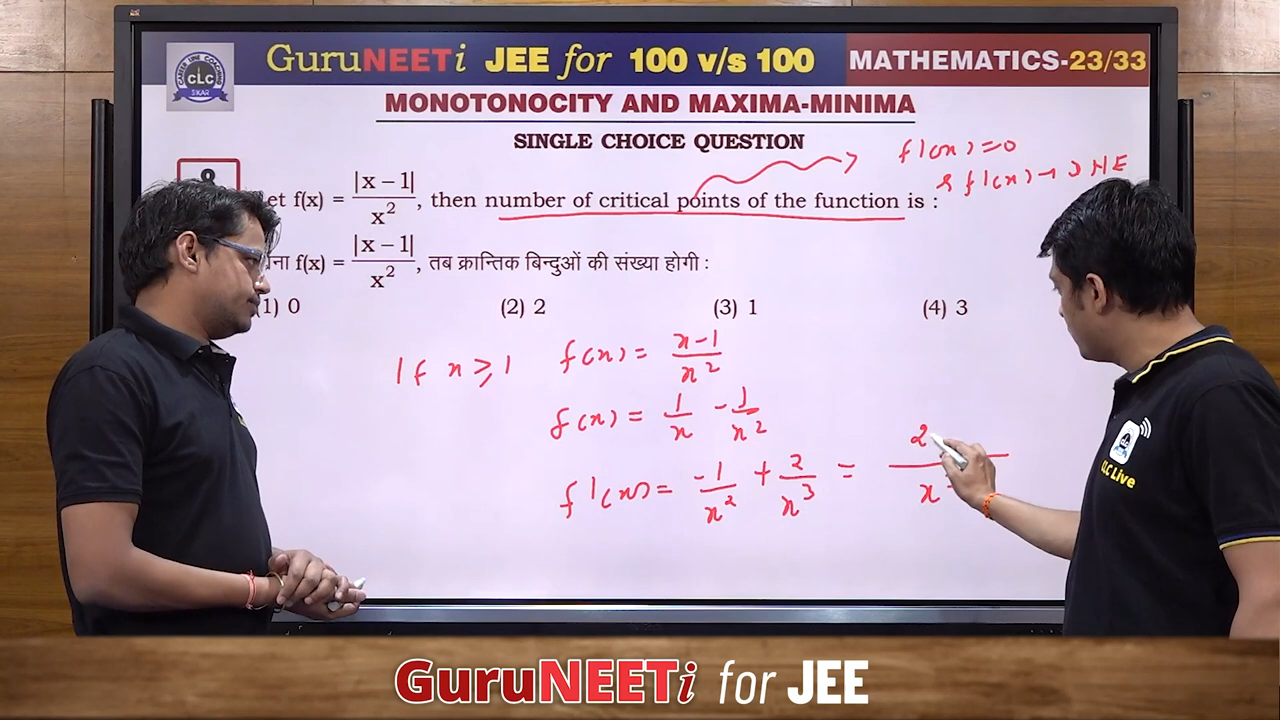 GuruNEETi JEE for 100 v/s 100 MATHEMATICS-23/33
CLC
SIKAR
MONOTONOCITY AND MAXIMA-MINIMA
SINGLE CHOICE QUESTION
f'(x)=0
& f'(x)→DNE
8
et f(x) = |x − 1| / x², then number of critical points of the function is :
ना f(x) = |x − 1| / x², तब क्रान्तिक बिन्दुओं की संख्या होगी :
1) 0 (2) 2 (3) 1 (4) 3
If x ≥ 1 f(x) = x-1 / x²
f(x) = 1/x - 1/x²
f'(x) = -1/x² + 2/x³ = 2 / x
CLC Live
GuruNEETi for JEE